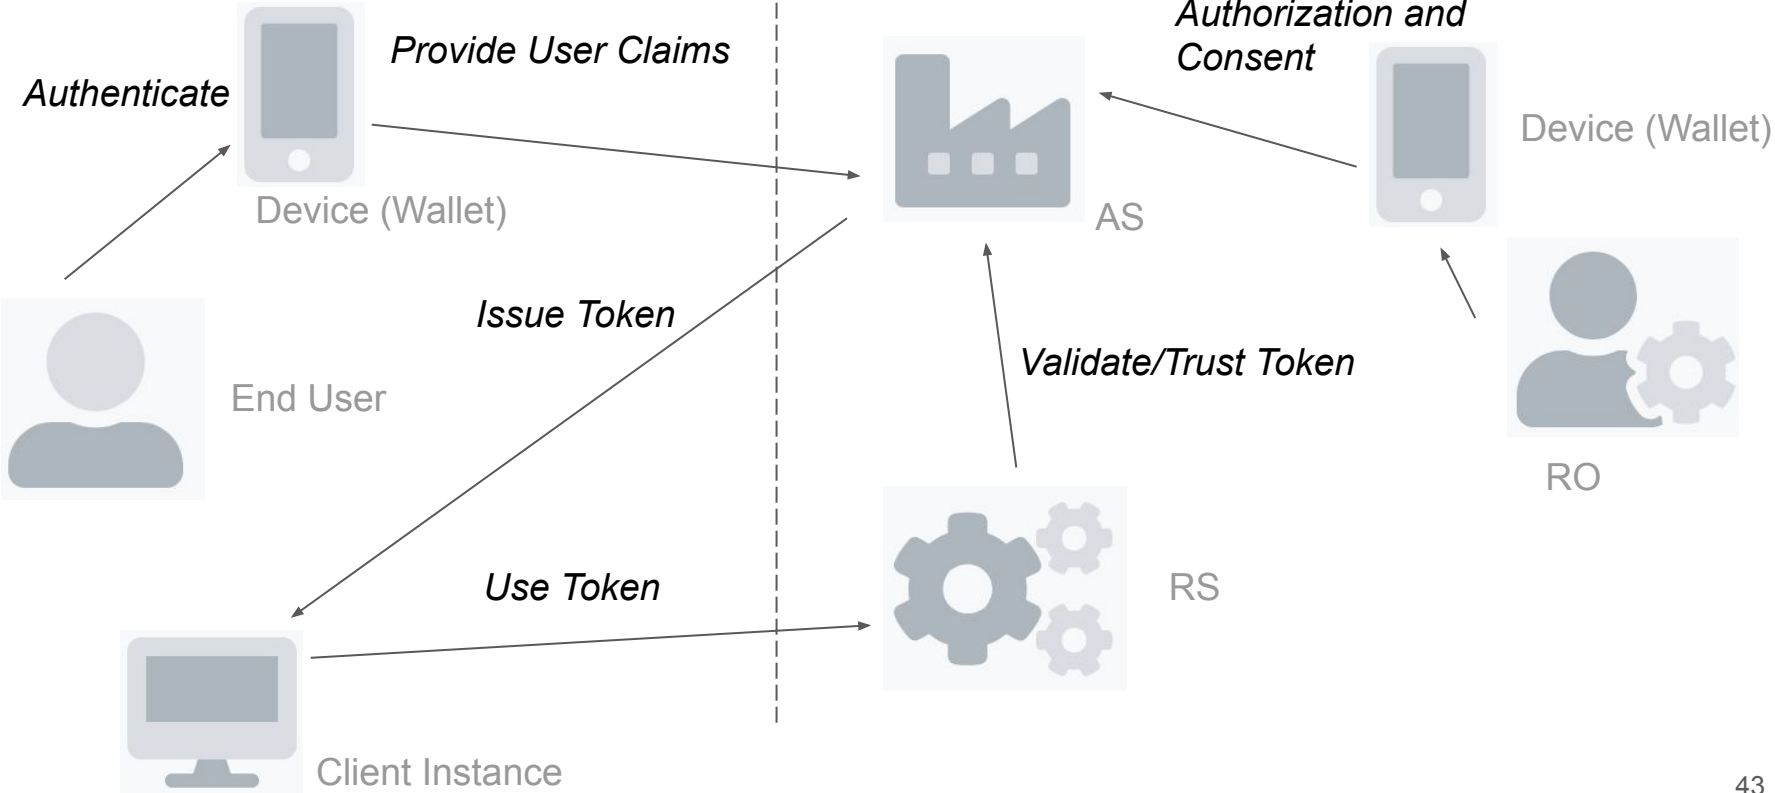 Authorization and
Consent
Provide User Claims
Authenticate
Device (Wallet)
Device (Wallet)
AS
Issue Token
Validate/Trust Token
End User
RO
Use Token
RS
Client Instance
43